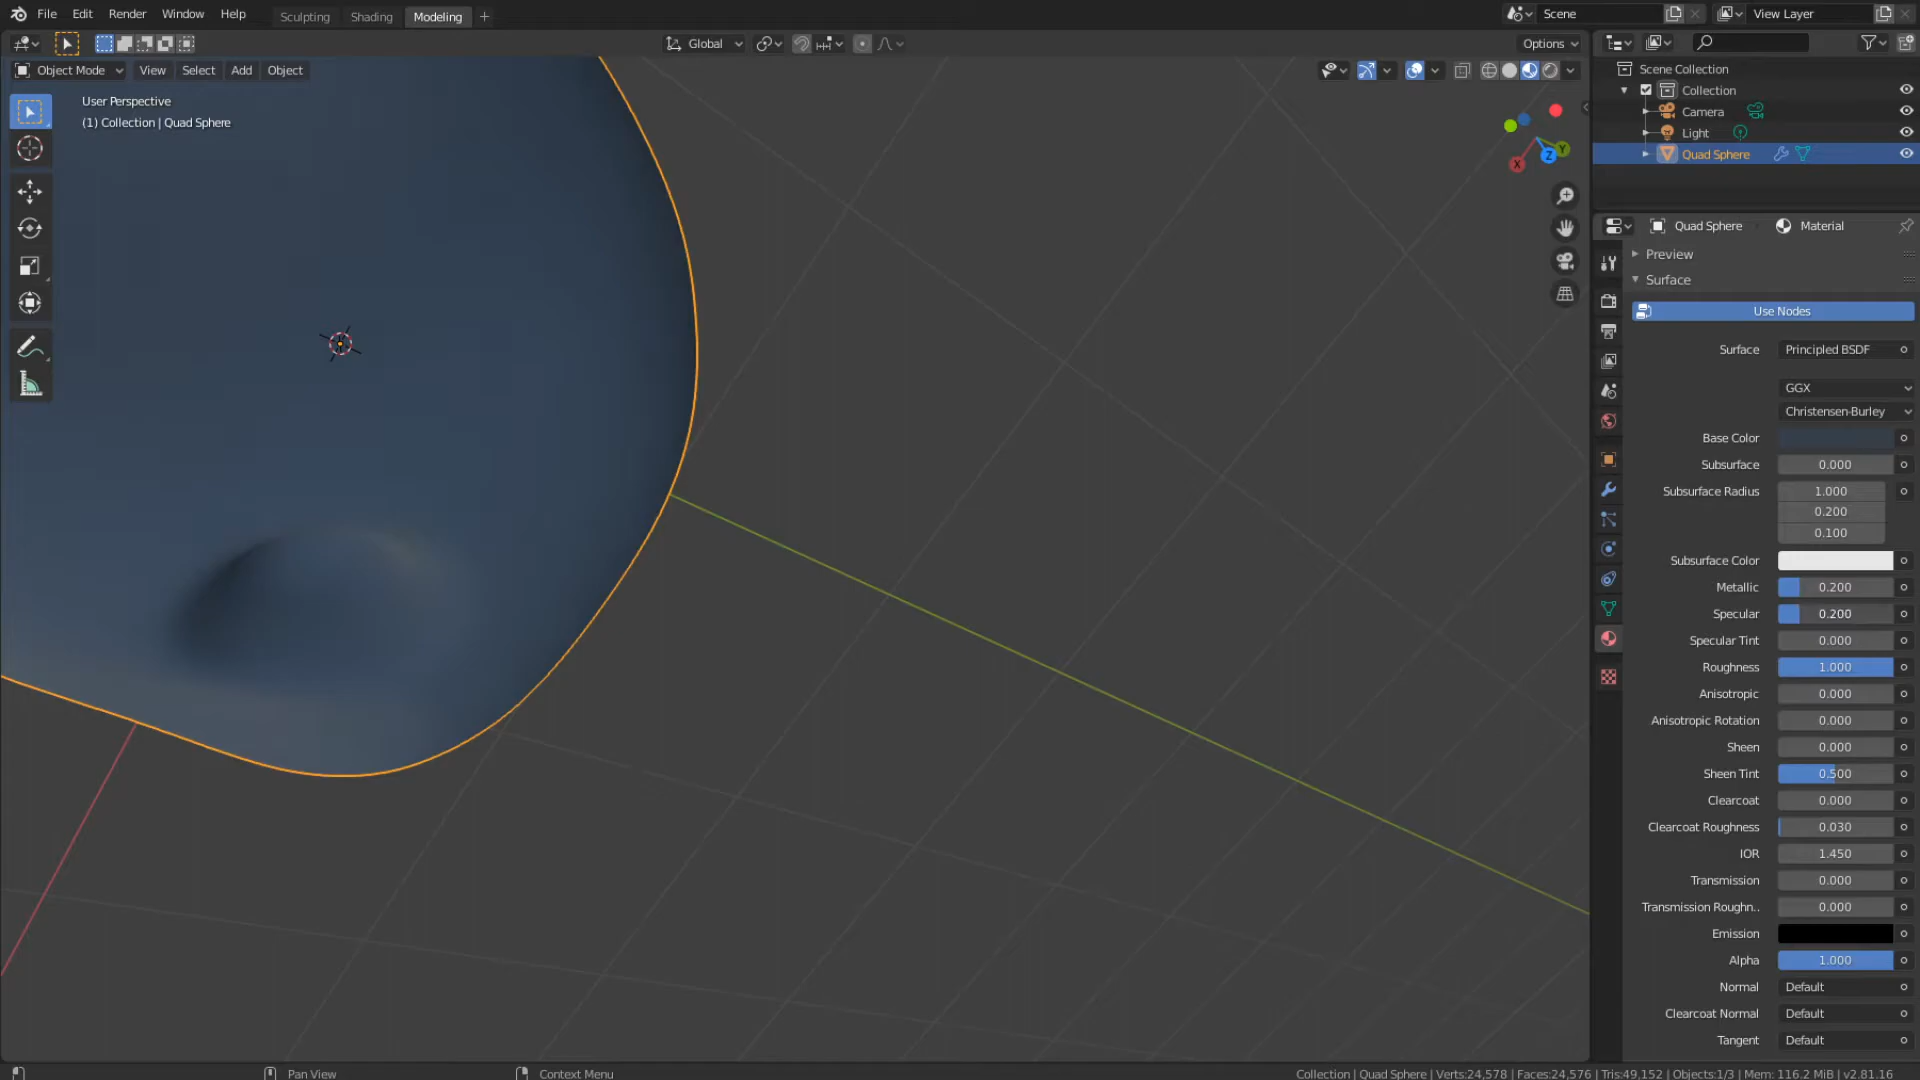 File Edit Render Window Help Sculpting Shading Modeling + Scene View Layer
Global Options
Object Mode View Select Add Object
User Perspective
(1) Collection | Quad Sphere
X Y Z
Scene Collection
Collection
Camera
Light
Quad Sphere
Quad Sphere Material
Preview
Surface
Use Nodes
Surface Principled BSDF
GGX
Christensen-Burley
Base Color
Subsurface 0.000
Subsurface Radius 1.000
0.200
0.100
Subsurface Color
Metallic 0.200
Specular 0.200
Specular Tint 0.000
Roughness 1.000
Anisotropic 0.000
Anisotropic Rotation 0.000
Sheen 0.000
Sheen Tint 0.500
Clearcoat 0.000
Clearcoat Roughness 0.030
IOR 1.450
Transmission 0.000
Transmission Roughn.. 0.000
Emission
Alpha 1.000
Normal Default
Clearcoat Normal Default
Tangent Default
Pan View Context Menu Collection | Quad Sphere | Verts:24,578 | Faces:24,576 | Tris:49,152 | Objects:1/3 | Mem: 116.2 MiB | v2.81.16